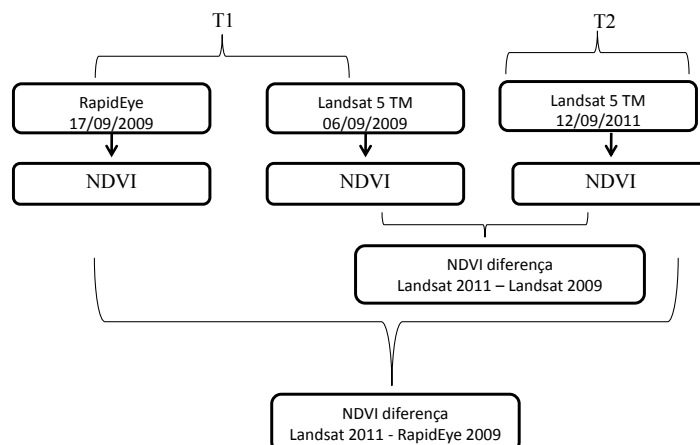 T1
T2
RapidEye
17/09/2009
Landsat 5 TM
06/09/2009
Landsat 5 TM
12/09/2011
NDVI
NDVI
NDVI
NDVI diferença
Landsat 2011 – Landsat 2009
NDVI diferença
Landsat 2011 - RapidEye 2009